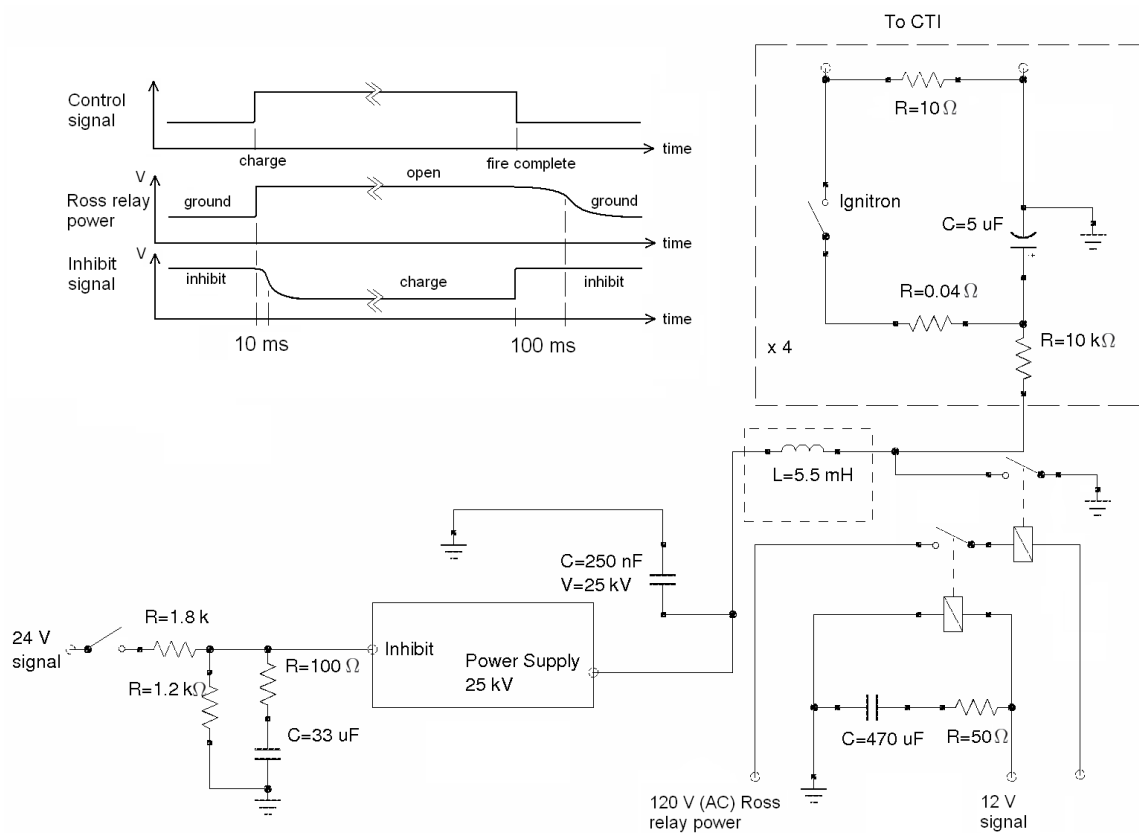 To CTI
Control
signal
time
charge
fire complete
R=10 Ω
V
Ross relay
power
ground
open
ground
time
Ignitron
C=5 uF
+
V
Inhibit
signal
inhibit
charge
inhibit
time
10 ms
100 ms
R=0.04 Ω
x 4
R=10 kΩ
L=5.5 mH
C=250 nF
V=25 kV
24 V
signal
R=1.8 k
R=1.2 kΩ
R=100 Ω
C=33 uF
Inhibit
Power Supply
25 kV
C=470 uF
R=50Ω
120 V (AC) Ross
relay power
12 V
signal